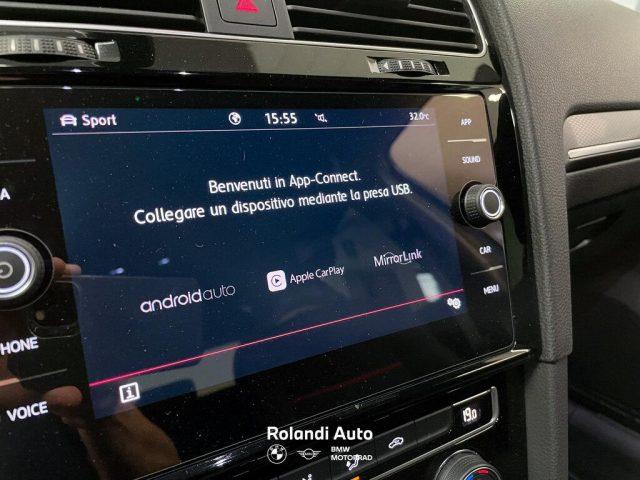 Sport 15:55 32.0°C
Benvenuti in App-Connect.
Collegare un dispositivo mediante la presa USB.
androidauto Apple CarPlay MirrorLink
APP
SOUND
CAR
MENU
A
PHONE
VOICE
19.0
Rolandi Auto
BMW
MOTORRAD